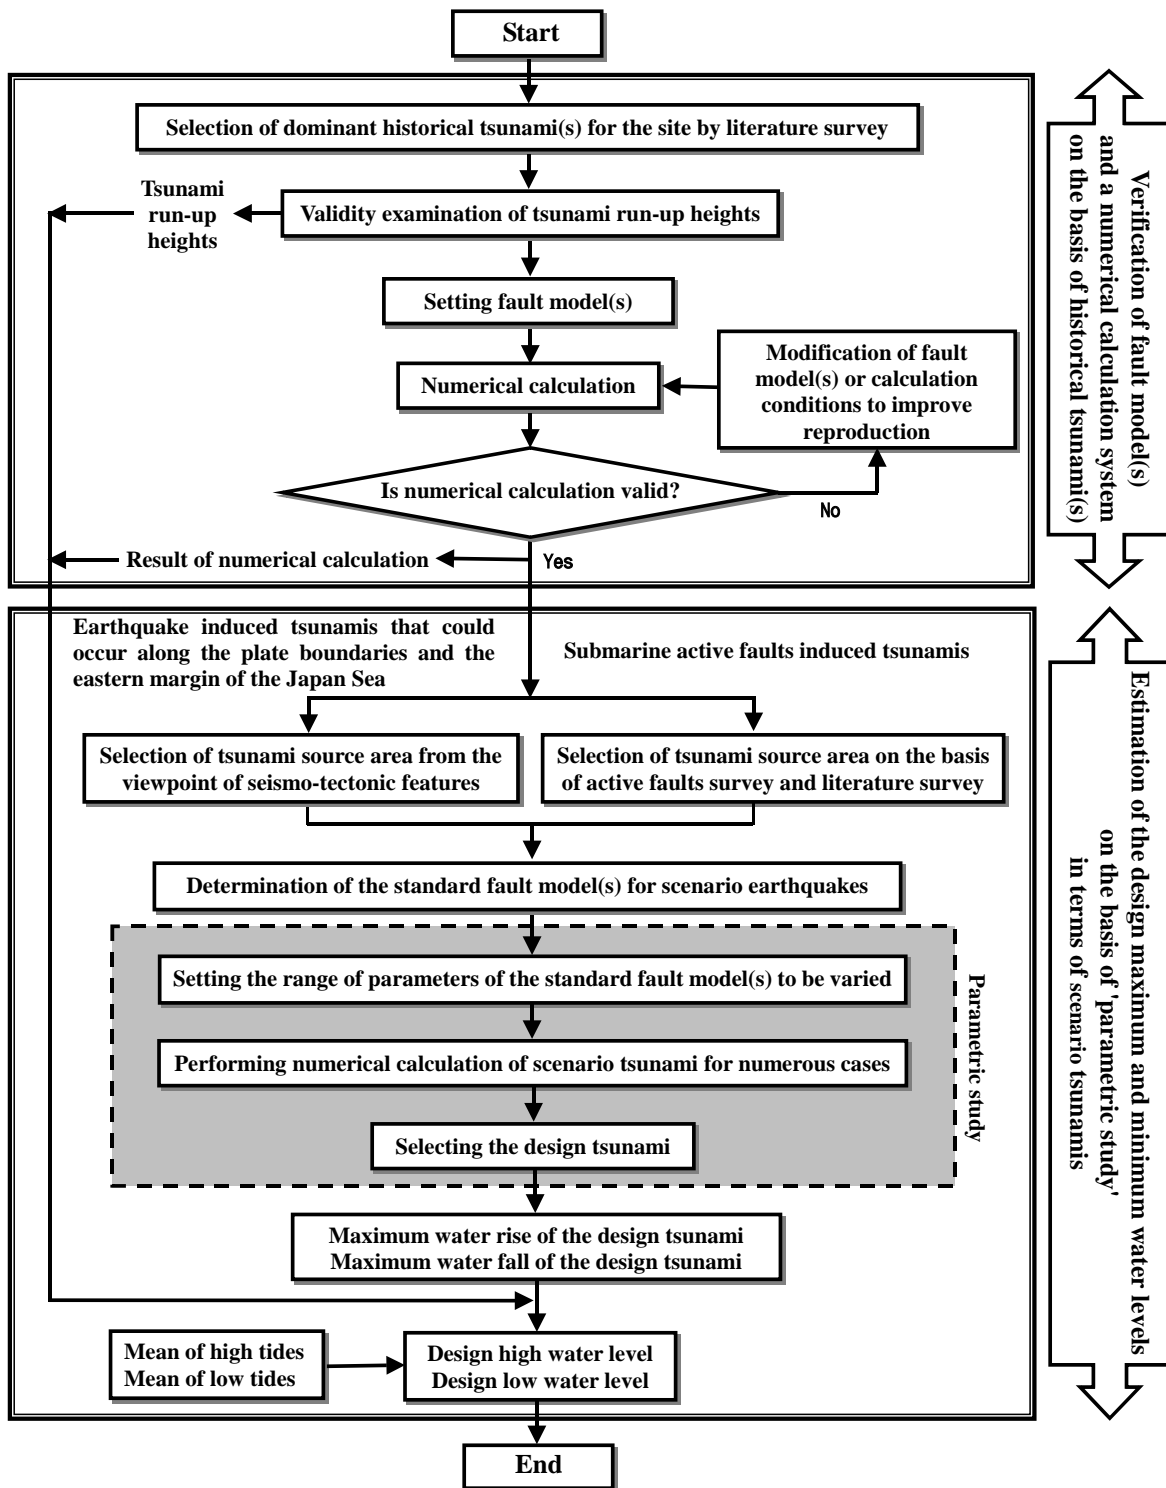 Start
Selection of dominant historical tsunami(s) for the site by literature survey
Tsunami
run-up
heights
Validity examination of tsunami run-up heights
Setting fault model(s)
Numerical calculation
Modification of fault
model(s) or calculation
conditions to improve
reproduction
Is numerical calculation valid?
No
Yes
Result of numerical calculation
Verification of fault model(s)
and a numerical calculation system
on the basis of historical tsunami(s)
Earthquake induced tsunamis that could
occur along the plate boundaries and the
eastern margin of the Japan Sea
Submarine active faults induced tsunamis
Selection of tsunami source area from the
viewpoint of seismo-tectonic features
Selection of tsunami source area on the basis
of active faults survey and literature survey
Determination of the standard fault model(s) for scenario earthquakes
Setting the range of parameters of the standard fault model(s) to be varied
Performing numerical calculation of scenario tsunami for numerous cases
Selecting the design tsunami
Parametric study
Maximum water rise of the design tsunami
Maximum water fall of the design tsunami
Mean of high tides
Mean of low tides
Design high water level
Design low water level
Estimation of the design maximum and minimum water levels
on the basis of 'parametric study'
in terms of scenario tsunamis
End